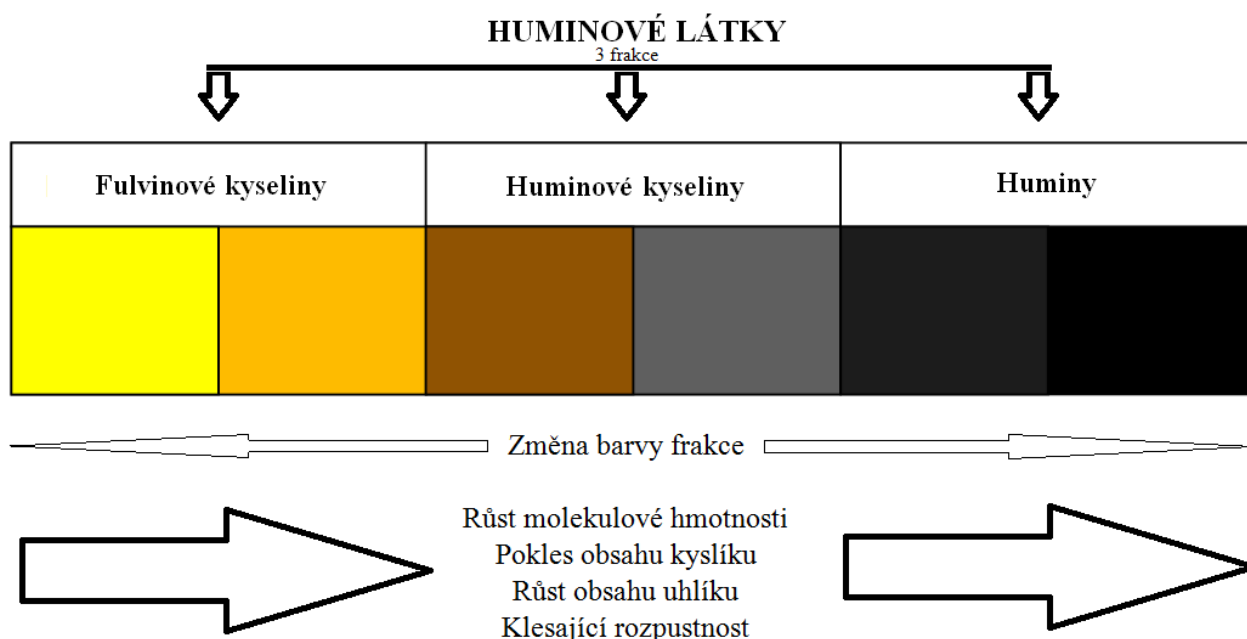 HUMINOVÉ LÁTKY
3 frakce
Fulvinové kyseliny
Huminové kyseliny
Huminy
Změna barvy frakce
Růst molekulové hmotnosti
Pokles obsahu kyslíku
Růst obsahu uhlíku
Klesající rozpustnost